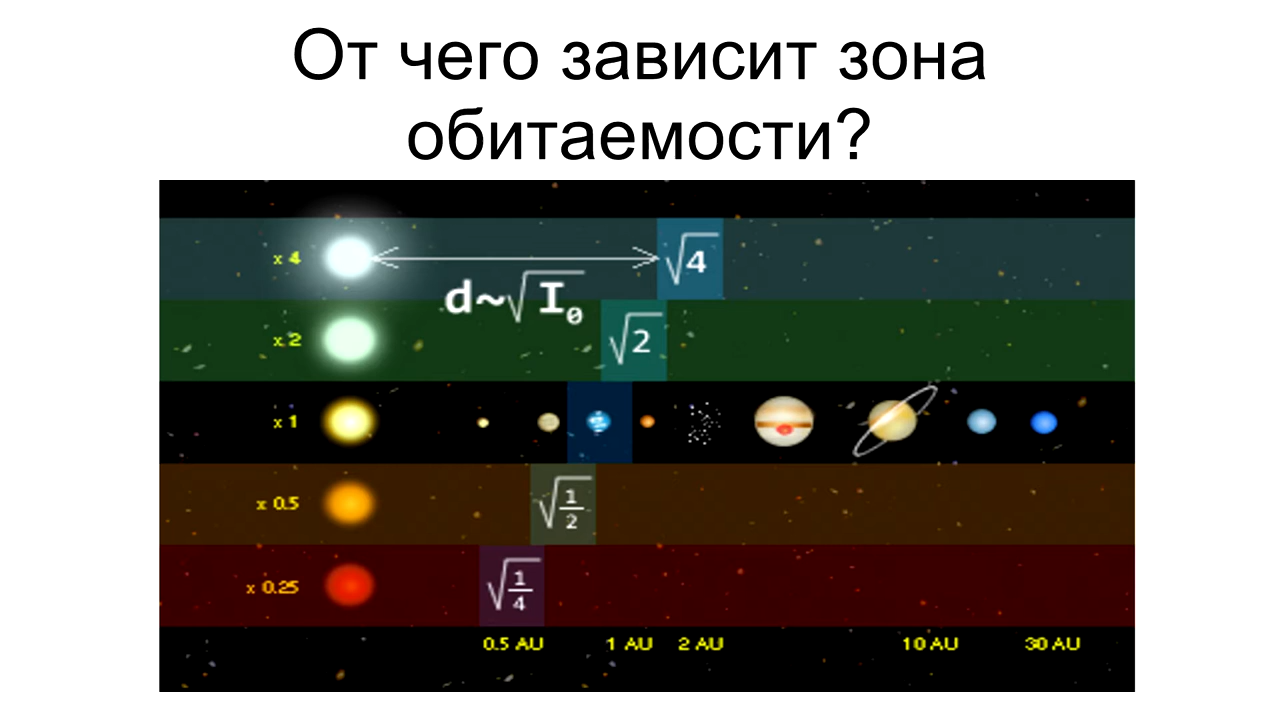 От чего зависит зона
обитаемости?
x 4
√4
d~√I₀
x 2
√2
x 1
x 0.5
√1/2
x 0.25
√1/4
0.5 AU 1 AU 2 AU 10 AU 30 AU